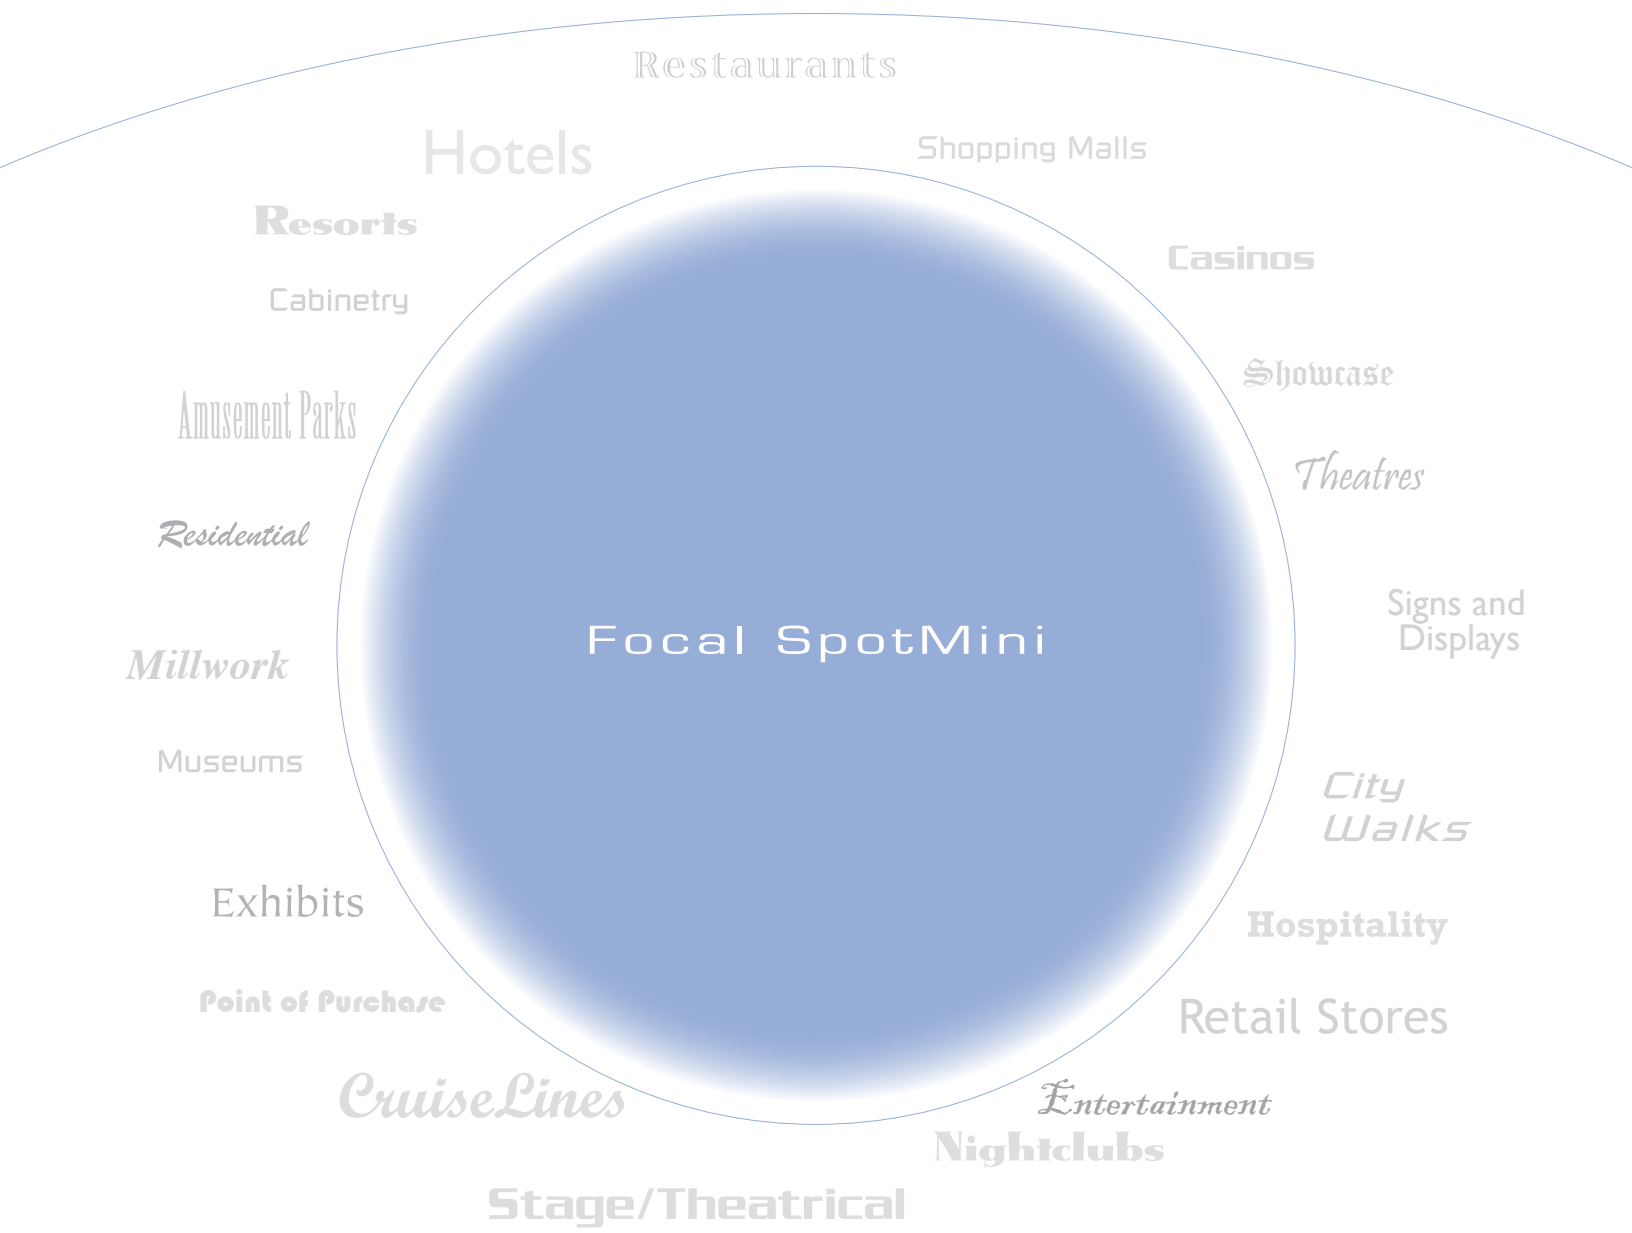 Restaurants
Hotels
Shopping Malls
Resorts
Casinos
Cabinetry
Showcase
Amusement Parks
Theatres
Residential
Signs and
Displays
Focal SpotMini
Millwork
Museums
City
Walks
Exhibits
Hospitality
Point of Purchase
Retail Stores
CruiseLines
Entertainment
Nightclubs
Stage/Theatrical